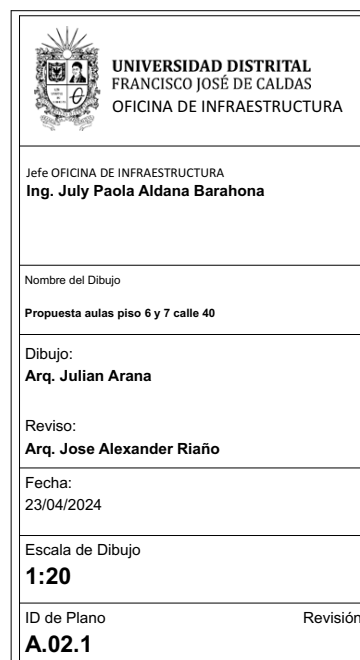 UNIVERSIDAD DISTRITAL
FRANCISCO JOSÉ DE CALDAS
OFICINA DE INFRAESTRUCTURA
Jefe OFICINA DE INFRAESTRUCTURA
Ing. July Paola Aldana Barahona
Nombre del Dibujo
Propuesta aulas piso 6 y 7 calle 40
Dibujo:
Arq. Julian Arana
Reviso:
Arq. Jose Alexander Riaño
Fecha:
23/04/2024
Escala de Dibujo
1:20
ID de Plano Revisión
A.02.1